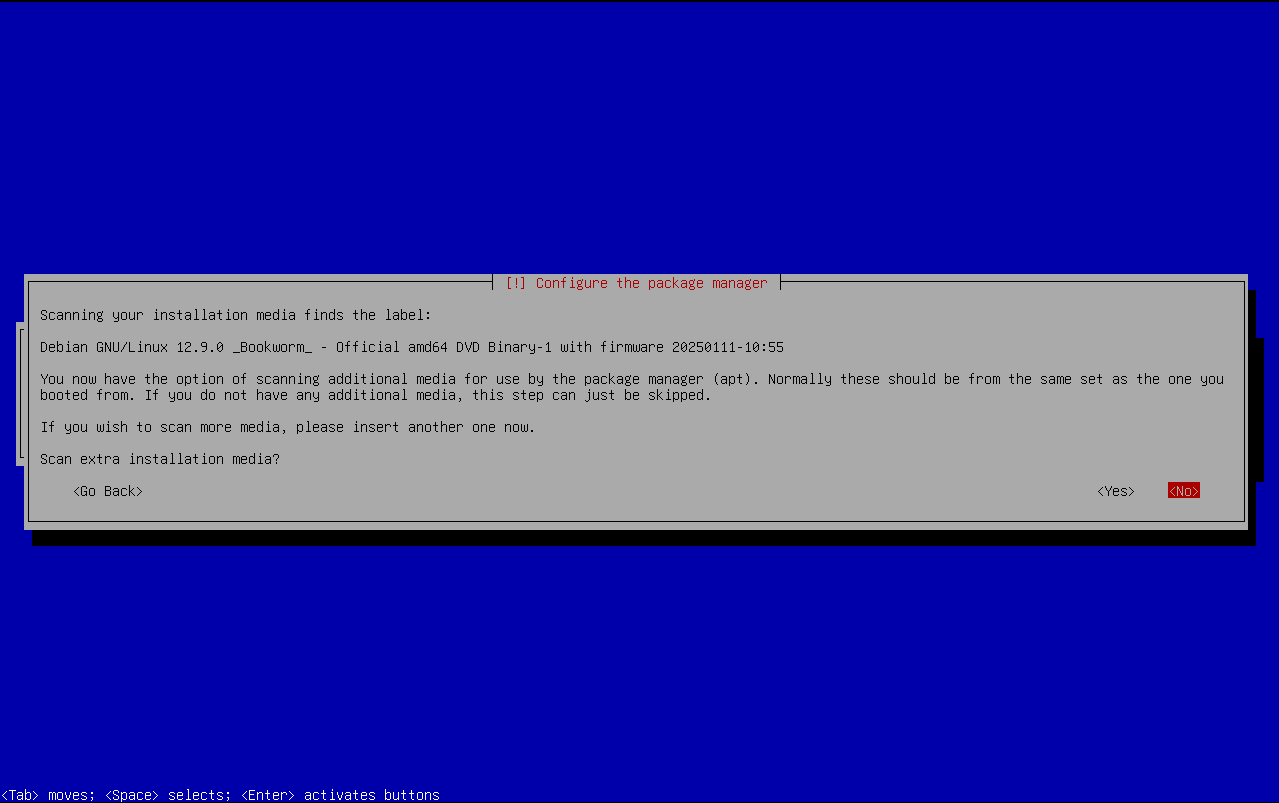 [!] Configure the package manager
Scanning your installation media finds the label:
Debian GNU/Linux 12.9.0 _Bookworm_ - Official amd64 DVD Binary-1 with firmware 20250111-10:55
You now have the option of scanning additional media for use by the package manager (apt). Normally these should be from the same set as the one you
booted from. If you do not have any additional media, this step can just be skipped.
If you wish to scan more media, please insert another one now.
Scan extra installation media?
<Go Back> <Yes> <No>
<Tab> moves; <Space> selects; <Enter> activates buttons